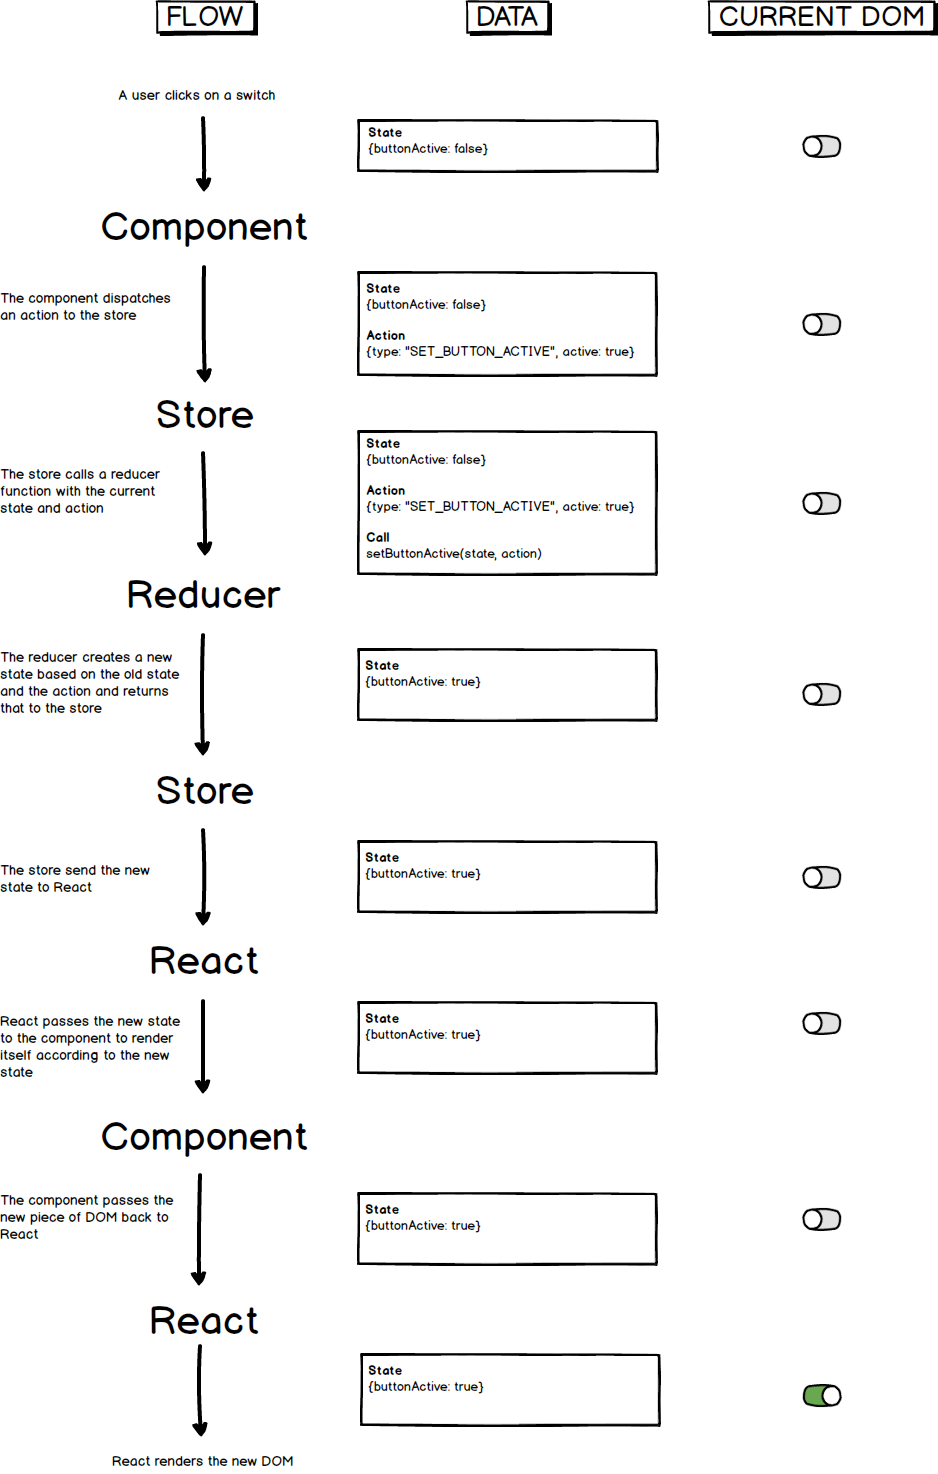 FLOW
DATA
CURRENT DOM
A user clicks on a switch
State
{buttonActive: false}
Component
The component dispatches
an action to the store
State
{buttonActive: false}
Action
{type: "SET_BUTTON_ACTIVE", active: true}
Store
The store calls a reducer
function with the current
state and action
State
{buttonActive: false}
Action
{type: "SET_BUTTON_ACTIVE", active: true}
Call
setButtonActive(state, action)
Reducer
The reducer creates a new
state based on the old state
and the action and returns
that to the store
State
{buttonActive: true}
Store
The store send the new
state to React
State
{buttonActive: true}
React
React passes the new state
to the component to render
itself according to the new
state
State
{buttonActive: true}
Component
The component passes the
new piece of DOM back to
React
State
{buttonActive: true}
React
State
{buttonActive: true}
React renders the new DOM